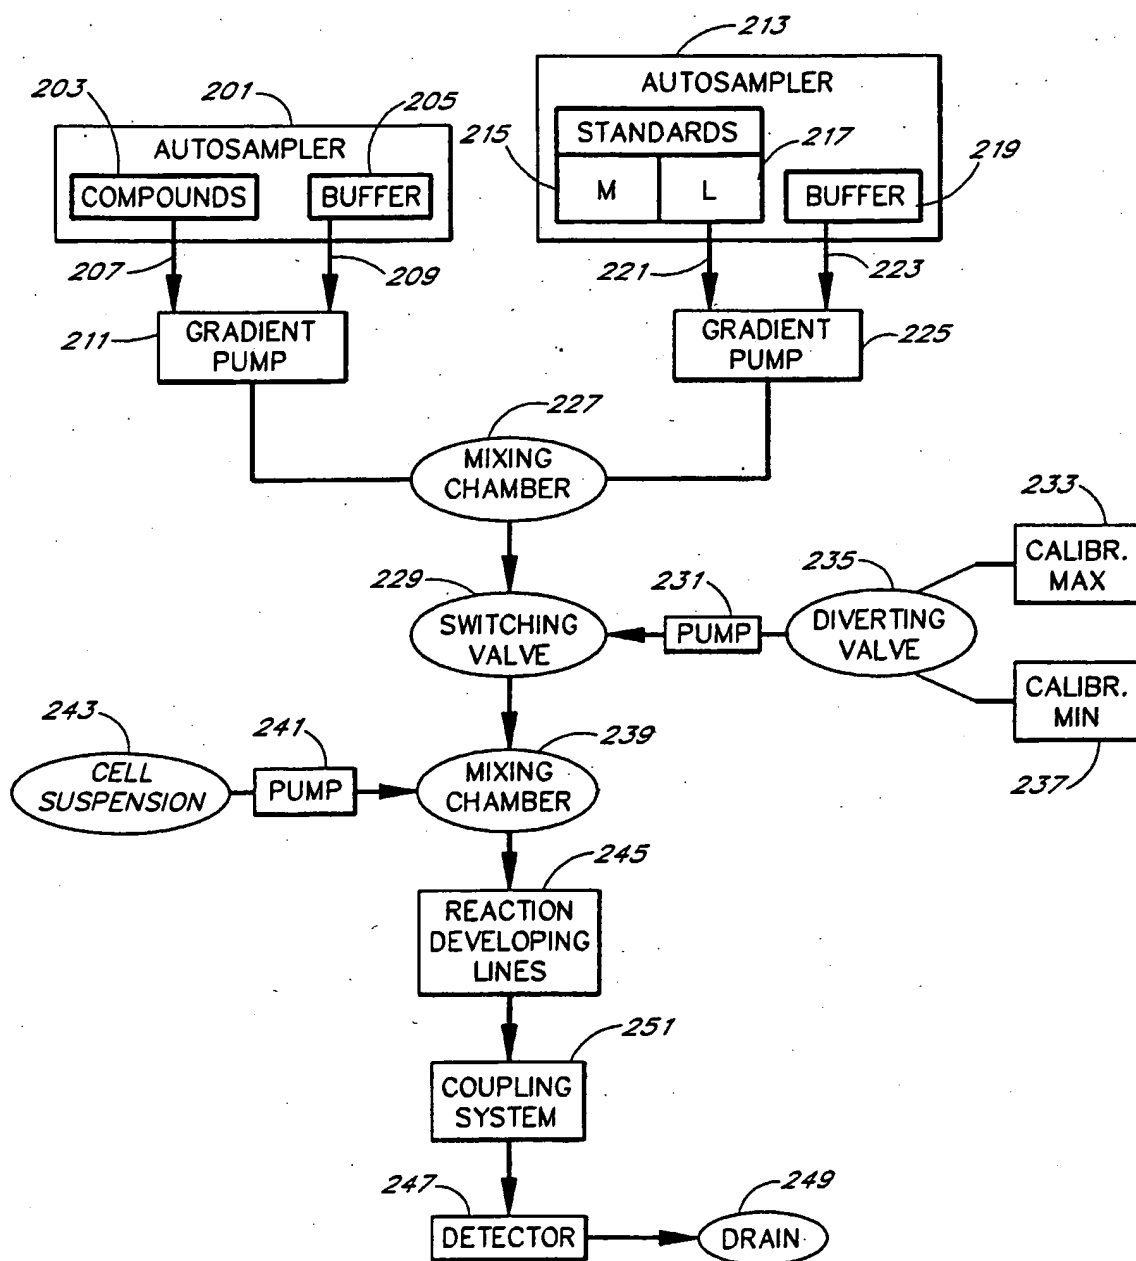 213
203
201
205
AUTOSAMPLER
COMPOUNDS
BUFFER
AUTOSAMPLER
215
STANDARDS
217
M
L
BUFFER
219
207
209
221
223
211
GRADIENT
PUMP
GRADIENT
PUMP
225
227
MIXING
CHAMBER
229
SWITCHING
VALVE
231
PUMP
235
DIVERTING
VALVE
233
CALIBR.
MAX
CALIBR.
MIN
237
243
CELL
SUSPENSION
241
PUMP
239
MIXING
CHAMBER
245
REACTION
DEVELOPING
LINES
251
COUPLING
SYSTEM
247
DETECTOR
249
DRAIN